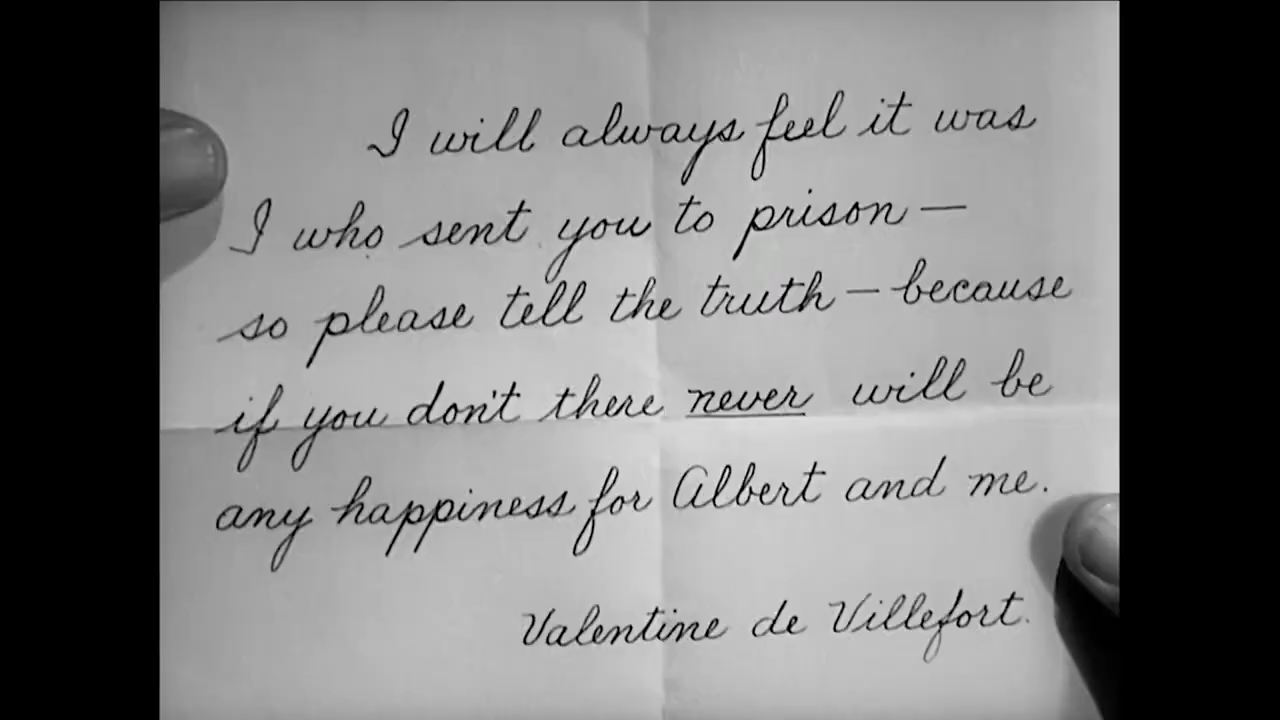 I will always feel it was
I who sent you to prison —
so please tell the truth — because
if you don't there never will be
any happiness for Albert and me.
Valentine de Villefort.